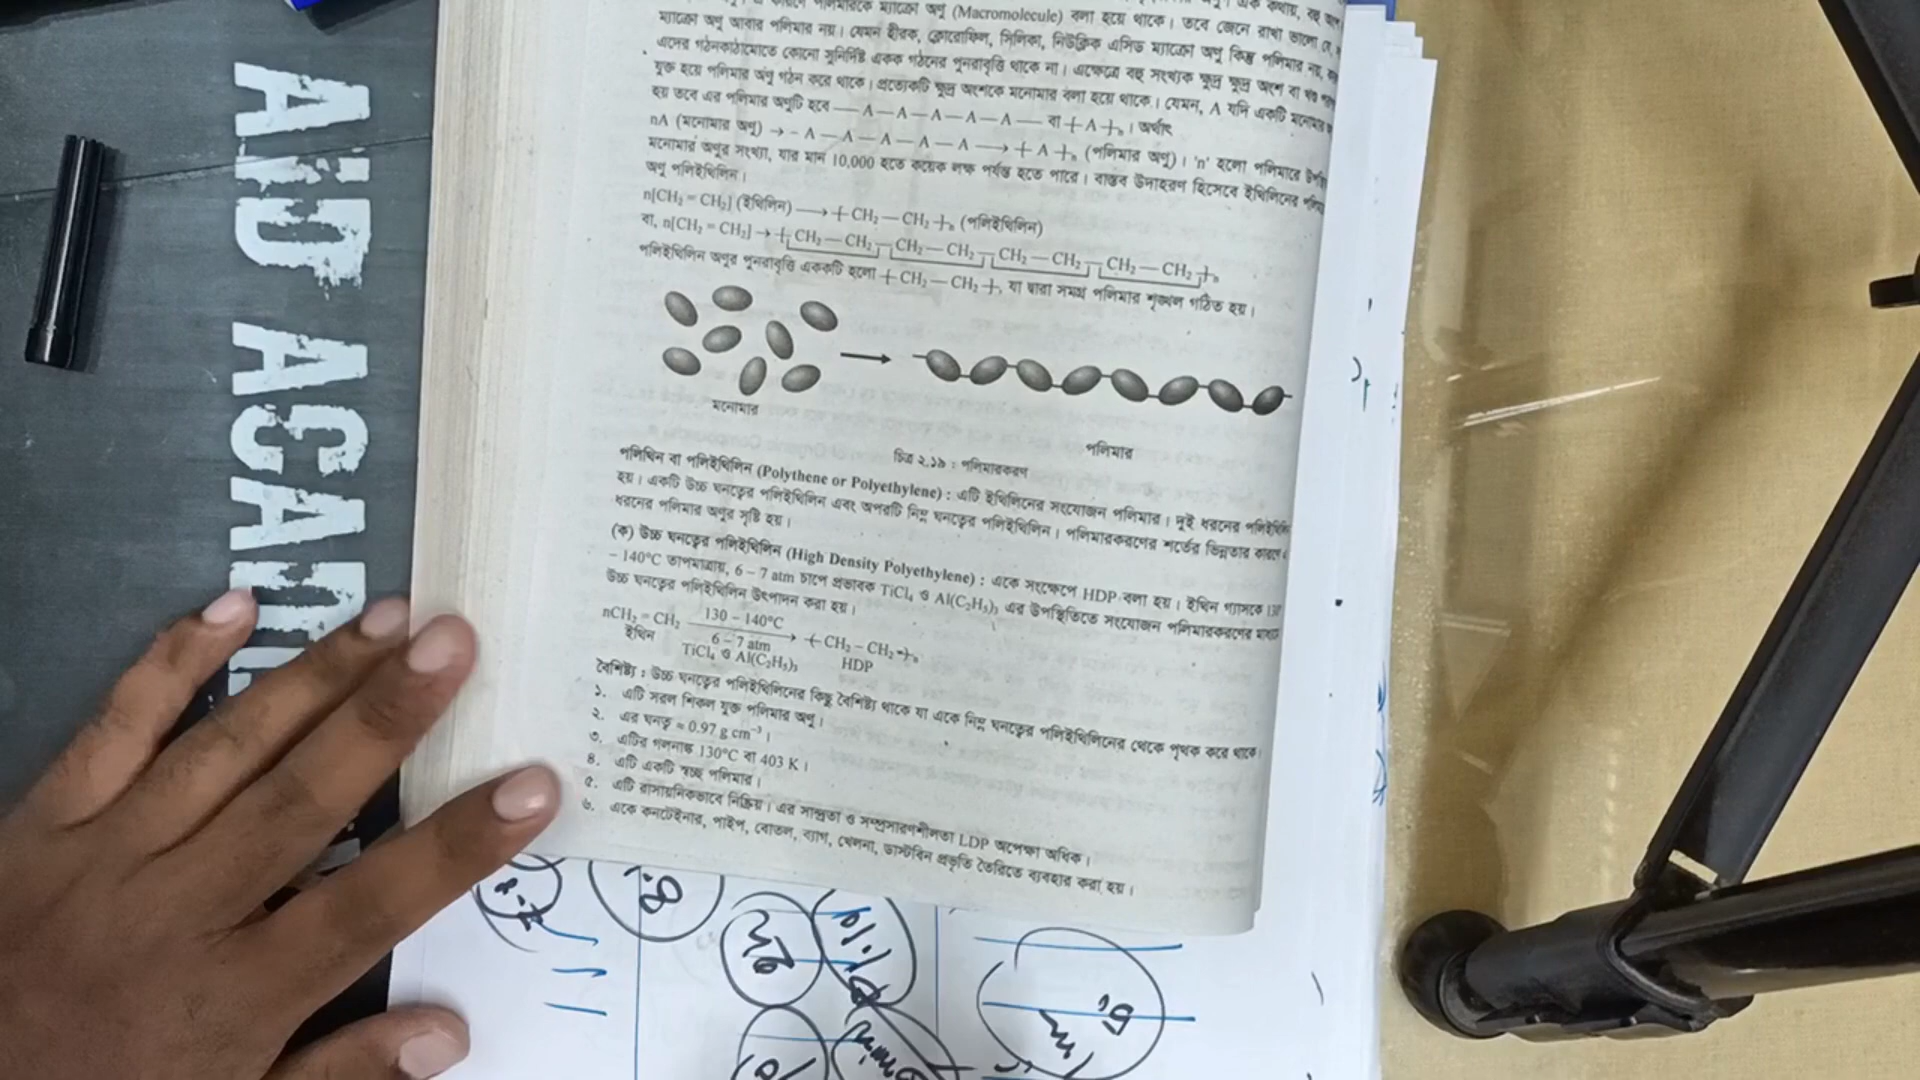 ম্যাক্রো অণু (Macromolecule) বলা হয়ে থাকে। তবে জেনে রাখা ভালো যে,
ম্যাক্রো অণু আবার পলিমার নয়। যেমন হীরক, ক্লোরোফিল, সিলিকা, নিউক্লিক এসিড ম্যাক্রো অণু কিন্তু পলিমার নয়,
এদের গঠনকাঠামোতে কোনো সুনির্দিষ্ট একক গঠনের পুনরাবৃত্তি থাকে না। এক্ষেত্রে বহু সংখ্যক ক্ষুদ্র ক্ষুদ্র অংশ বা খণ্ড
যুক্ত হয়ে পলিমার অণু গঠন করে থাকে। প্রত্যেকটি ক্ষুদ্র অংশকে মনোমার বলা হয়ে থাকে। যেমন, A যদি একটি মনোমার
হয় তবে এর পলিমার অণুটি হবে — A — A — A — A — A — বা +A+ₙ। অর্থাৎ
nA (মনোমার অণু) → - A — A — A — A — A → +A+ₙ (পলিমার অণু)। 'n' হলো পলিমারে
মনোমার অণুর সংখ্যা, যার মান 10,000 হতে কয়েক লক্ষ পর্যন্ত হতে পারে। বাস্তব উদাহরণ হিসেবে ইথিলিনের
অণু পলিইথিলিন।
n[CH₂ = CH₂] (ইথিলিন) → +CH₂ — CH₂+ₙ (পলিইথিলিন)
বা, n[CH₂ = CH₂] → +CH₂ — CH₂ — CH₂ — CH₂ — CH₂ — CH₂ — CH₂ — CH₂+ₙ
পলিইথিলিন অণুর পুনরাবৃত্তি এককটি হলো +CH₂ — CH₂+, যা দ্বারা সমগ্র পলিমার শৃঙ্খল গঠিত হয়।
মনোমার
পলিমার
চিত্র ২.১৯ : পলিমারকরণ
পলিথিন বা পলিইথিলিন (Polythene or Polyethylene) : এটি ইথিলিনের সংযোজন পলিমার। দুই ধরনের পলিইথিলিন
হয়। একটি উচ্চ ঘনত্বের পলিইথিলিন এবং অপরটি নিম্ন ঘনত্বের পলিইথিলিন। পলিমারকরণের শর্তের ভিন্নতার কারণে
ধরনের পলিমার অণুর সৃষ্টি হয়।
(ক) উচ্চ ঘনত্বের পলিইথিলিন (High Density Polyethylene) : একে সংক্ষেপে HDP বলা হয়। ইথিন গ্যাসকে 130
– 140°C তাপমাত্রায়, 6 – 7 atm চাপে প্রভাবক TiCl₄ ও Al(C₂H₅)₃ এর উপস্থিতিতে সংযোজন পলিমারকরণের মাধ্যমে
উচ্চ ঘনত্বের পলিইথিলিন উৎপাদন করা হয়।
130 – 140°C
nCH₂ = CH₂ → +CH₂ – CH₂+ₙ
ইথিন 6 – 7 atm HDP
TiCl₄ ও Al(C₂H₅)₃
বৈশিষ্ট্য : উচ্চ ঘনত্বের পলিইথিলিনের কিছু বৈশিষ্ট্য থাকে যা একে নিম্ন ঘনত্বের পলিইথিলিনের থেকে পৃথক করে থাকে।
১. এটি সরল শিকল যুক্ত পলিমার অণু।
২. এর ঘনত্ব ≈ 0.97 g cm⁻³।
৩. এটির গলনাঙ্ক 130°C বা 403 K।
৪. এটি একটি স্বচ্ছ পলিমার।
৫. এটি রাসায়নিকভাবে নিষ্ক্রিয়। এর সান্দ্রতা ও সম্প্রসারণশীলতা LDP অপেক্ষা অধিক।
৬. একে কনটেইনার, পাইপ, বোতল, ব্যাগ, খেলনা, ডাস্টবিন প্রভৃতি তৈরিতে ব্যবহার করা হয়।